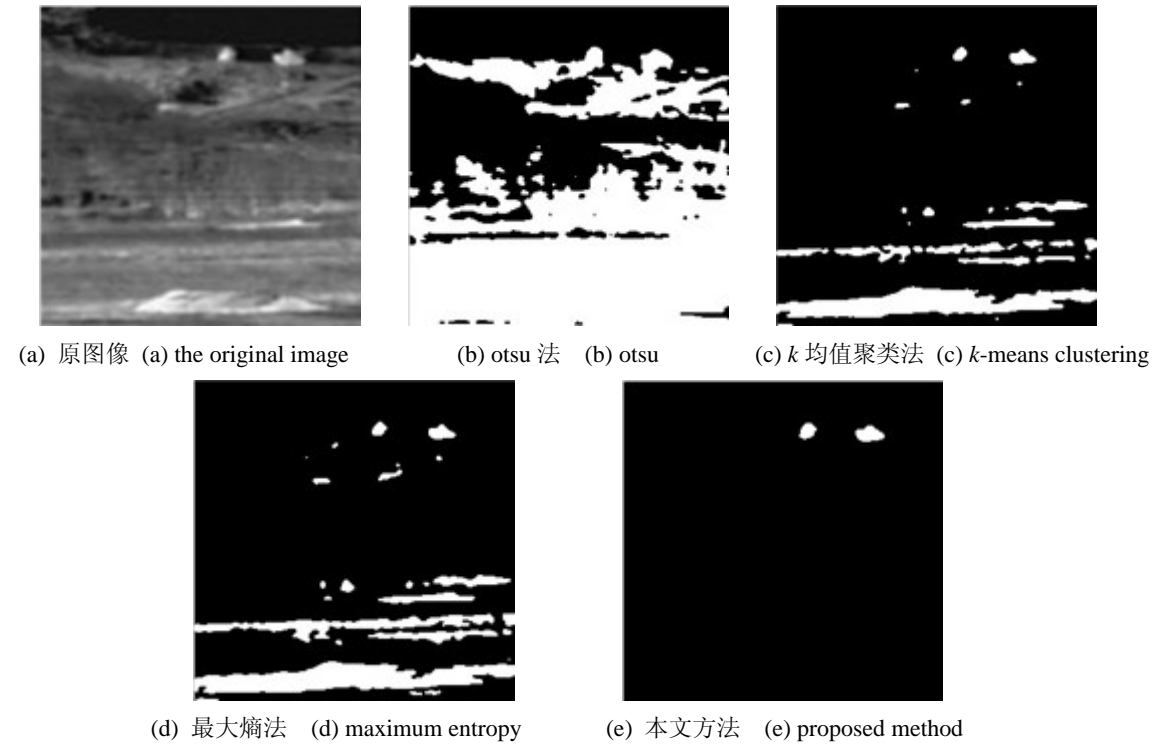 (a) 原图像 (a) the original image
(b) otsu 法 (b) otsu
(c) k 均值聚类法 (c) k-means clustering
(d) 最大熵法 (d) maximum entropy
(e) 本文方法 (e) proposed method